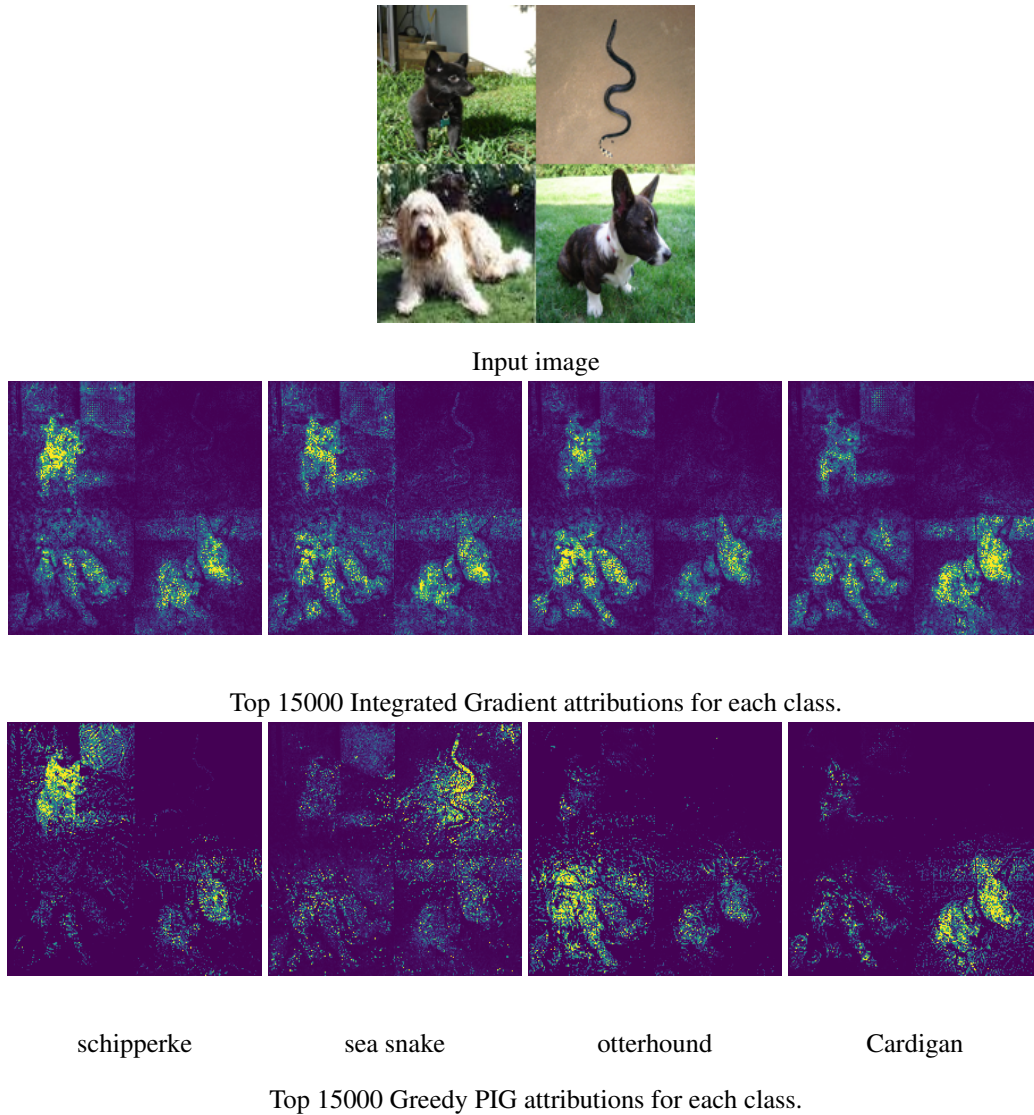 Input image
Top 15000 Integrated Gradient attributions for each class.
schipperke
sea snake
otterhound
Cardigan
Top 15000 Greedy PIG attributions for each class.